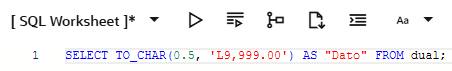 [ SQL Worksheet ]* Aa
1 SELECT TO_CHAR(0.5, 'L9,999.00') AS "Dato" FROM dual;